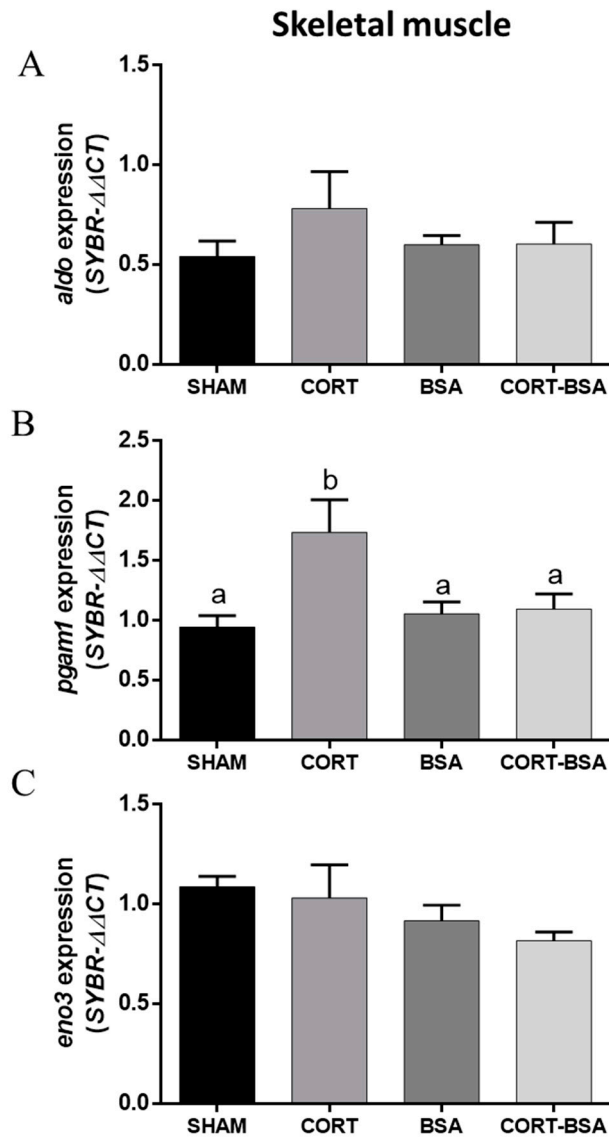 Skeletal muscle
A
aldo expression
(SYBR-ΔΔCT)
1.5
1.0
0.5
0.0
SHAM CORT BSA CORT-BSA
B
pgam1 expression
(SYBR-ΔΔCT)
2.5
2.0
1.5
1.0
0.5
0.0
a b a a
SHAM CORT BSA CORT-BSA
C
eno3 expression
(SYBR-ΔΔCT)
1.5
1.0
0.5
0.0
SHAM CORT BSA CORT-BSA